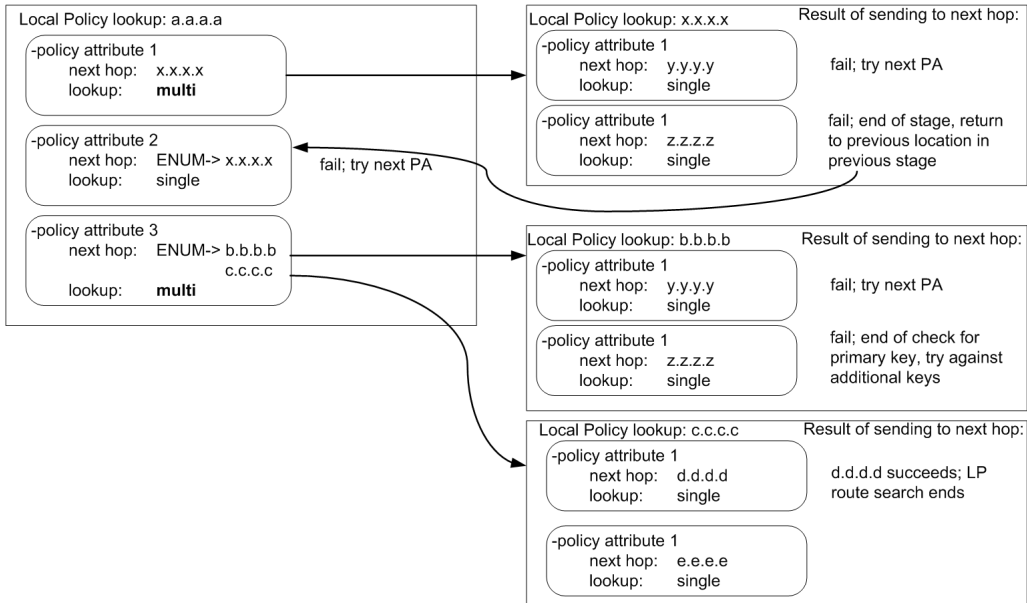 Local Policy lookup: a.a.a.a
-policy attribute 1
next hop: x.x.x.x
lookup: multi
-policy attribute 2
next hop: ENUM-> x.x.x.x
lookup: single
fail; try next PA
-policy attribute 3
next hop: ENUM-> b.b.b.b
c.c.c.c
lookup: multi
Local Policy lookup: x.x.x.x
Result of sending to next hop:
-policy attribute 1
next hop: y.y.y.y
lookup: single
fail; try next PA
-policy attribute 1
next hop: z.z.z.z
lookup: single
fail; end of stage, return
to previous location in
previous stage
Local Policy lookup: b.b.b.b
Result of sending to next hop:
-policy attribute 1
next hop: y.y.y.y
lookup: single
fail; try next PA
-policy attribute 1
next hop: z.z.z.z
lookup: single
fail; end of check for
primary key, try against
additional keys
Local Policy lookup: c.c.c.c
Result of sending to next hop:
-policy attribute 1
next hop: d.d.d.d
lookup: single
d.d.d.d succeeds; LP
route search ends
-policy attribute 1
next hop: e.e.e.e
lookup: single